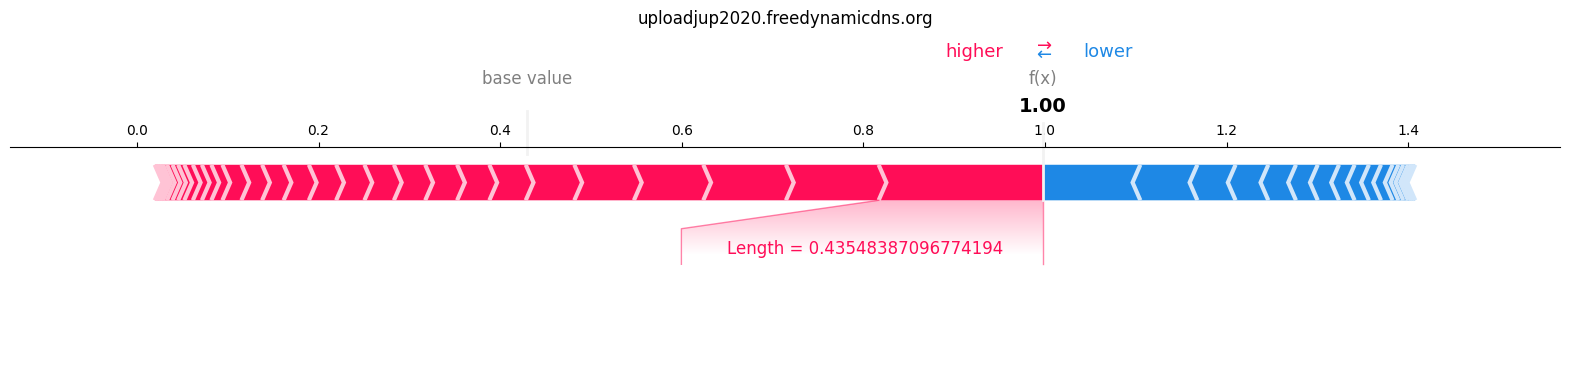 uploadjup2020.freedynamicdns.org
higher ⇄ lower
base value f(x)
1.00
0.0 0.2 0.4 0.6 0.8 1.0 1.2 1.4
Length = 0.43548387096774194